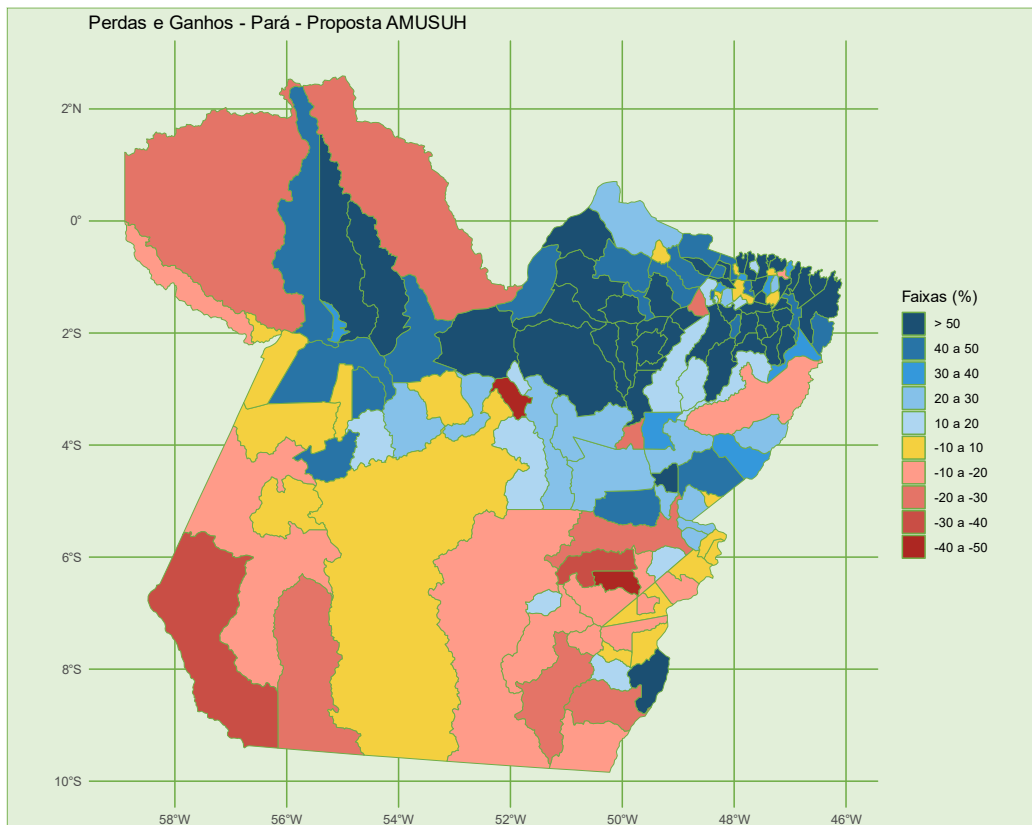 Perdas e Ganhos - Pará - Proposta AMUSUH
2°N
0°
2°S
4°S
6°S
8°S
10°S
58°W
56°W
54°W
52°W
50°W
48°W
46°W
Faixas (%)
> 50
40 a 50
30 a 40
20 a 30
10 a 20
-10 a 10
-10 a -20
-20 a -30
-30 a -40
-40 a -50